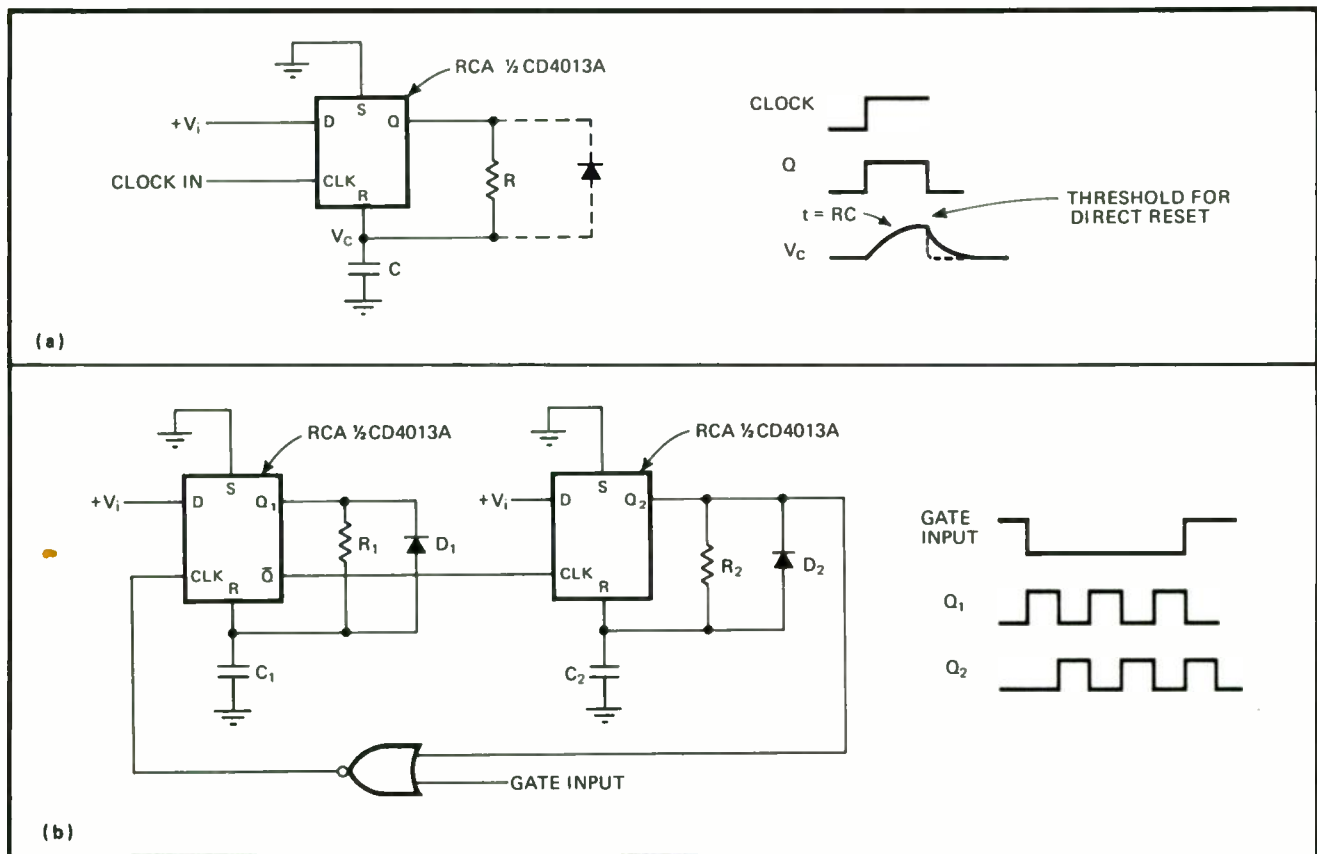 RCA ½ CD4013A
S
+Vi
D
Q
CLOCK IN
CLK
R
R
VC
C
CLOCK
Q
t = RC
THRESHOLD FOR
DIRECT RESET
VC
(a)
RCA ½CD4013A
S
+Vi
D
Q1
R1
D1
CLK
Q̄
R
C1
RCA ½CD4013A
S
+Vi
D
Q2
R2
D2
CLK
R
C2
GATE INPUT
GATE
INPUT
Q1
Q2
(b)